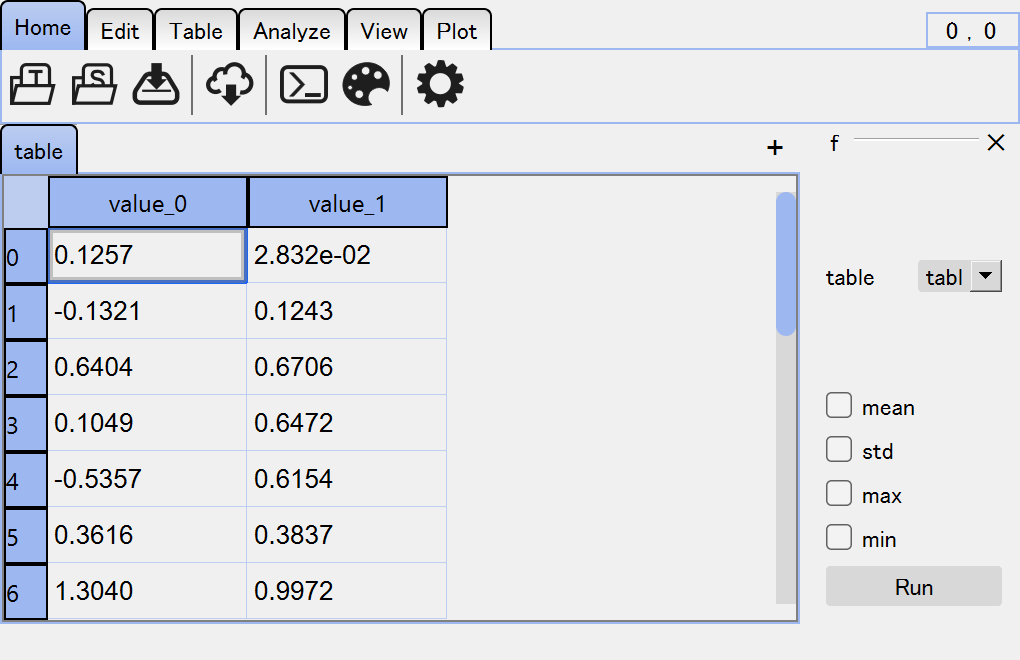 Home Edit Table Analyze View Plot 0 , 0
T S
table + f
value_0 value_1
0 0.1257 2.832e-02
1 -0.1321 0.1243
2 0.6404 0.6706
3 0.1049 0.6472
4 -0.5357 0.6154
5 0.3616 0.3837
6 1.3040 0.9972
table tabl
mean
std
max
min
Run